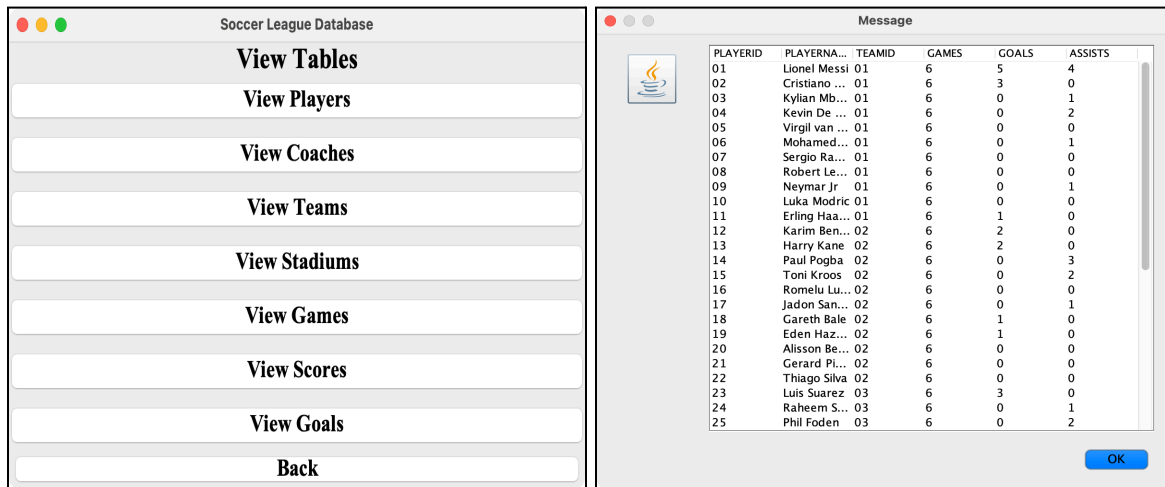 Soccer League Database
View Tables
View Players
View Coaches
View Teams
View Stadiums
View Games
View Scores
View Goals
Back
Message
PLAYERID PLAYERNA... TEAMID GAMES GOALS ASSISTS
01 Lionel Messi 01 6 5 4
02 Cristiano ... 01 6 3 0
03 Kylian Mb... 01 6 0 1
04 Kevin De ... 01 6 0 2
05 Virgil van ... 01 6 0 0
06 Mohamed... 01 6 0 1
07 Sergio Ra... 01 6 0 0
08 Robert Le... 01 6 0 0
09 Neymar Jr 01 6 0 1
10 Luka Modric 01 6 0 0
11 Erling Haa... 01 6 1 0
12 Karim Ben... 02 6 2 0
13 Harry Kane 02 6 2 0
14 Paul Pogba 02 6 0 3
15 Toni Kroos 02 6 0 2
16 Romelu Lu... 02 6 0 0
17 Jadon San... 02 6 0 1
18 Gareth Bale 02 6 1 0
19 Eden Haz... 02 6 1 0
20 Alisson Be... 02 6 0 0
21 Gerard Pi... 02 6 0 0
22 Thiago Silva 02 6 0 0
23 Luis Suarez 03 6 3 0
24 Raheem S... 03 6 0 1
25 Phil Foden 03 6 0 2
OK